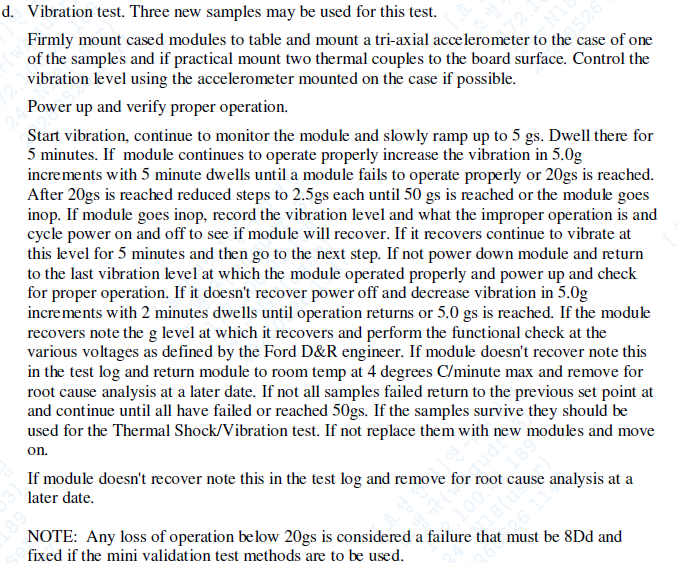 d. Vibration test. Three new samples may be used for this test.
Firmly mount cased modules to table and mount a tri-axial accelerometer to the case of one
of the samples and if practical mount two thermal couples to the board surface. Control the
vibration level using the accelerometer mounted on the case if possible.
Power up and verify proper operation.
Start vibration, continue to monitor the module and slowly ramp up to 5 gs. Dwell there for
5 minutes. If module continues to operate properly increase the vibration in 5.0g
increments with 5 minute dwells until a module fails to operate properly or 20gs is reached.
After 20gs is reached reduced steps to 2.5gs each until 50 gs is reached or the module goes
inop. If module goes inop, record the vibration level and what the improper operation is and
cycle power on and off to see if module will recover. If it recovers continue to vibrate at
this level for 5 minutes and then go to the next step. If not power down module and return
to the last vibration level at which the module operated properly and power up and check
for proper operation. If it doesn't recover power off and decrease vibration in 5.0g
increments with 2 minutes dwells until operation returns or 5.0 gs is reached. If the module
recovers note the g level at which it recovers and perform the functional check at the
various voltages as defined by the Ford D&R engineer. If module doesn't recover note this
in the test log and return module to room temp at 4 degrees C/minute max and remove for
root cause analysis at a later date. If not all samples failed return to the previous set point at
and continue until all have failed or reached 50gs. If the samples survive they should be
used for the Thermal Shock/Vibration test. If not replace them with new modules and move
on.
If module doesn't recover note this in the test log and remove for root cause analysis at a
later date.
NOTE: Any loss of operation below 20gs is considered a failure that must be 8Dd and
fixed if the mini validation test methods are to be used.